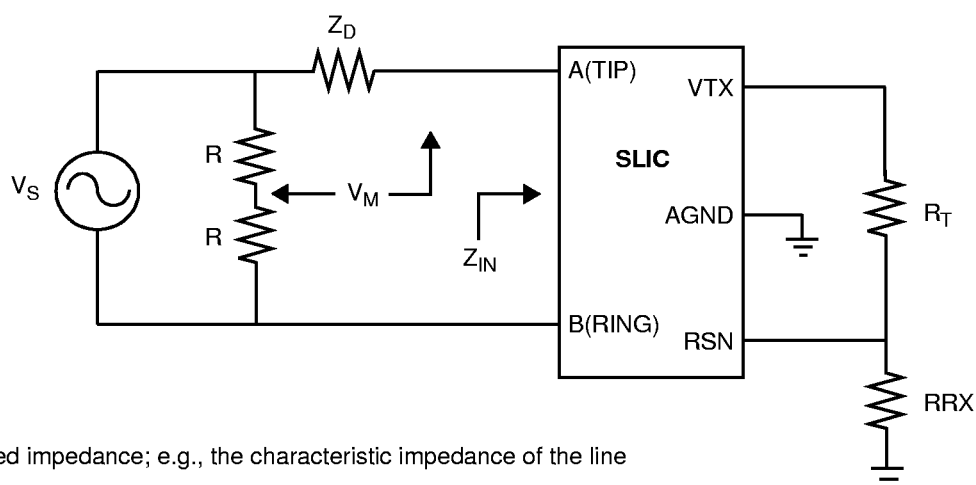 Z_D
A(TIP)
VTX
R
SLIC
V_S
V_M
AGND
R_T
R
Z_IN
B(RING)
RSN
RRX
impedance; e.g., the characteristic impedance of the line